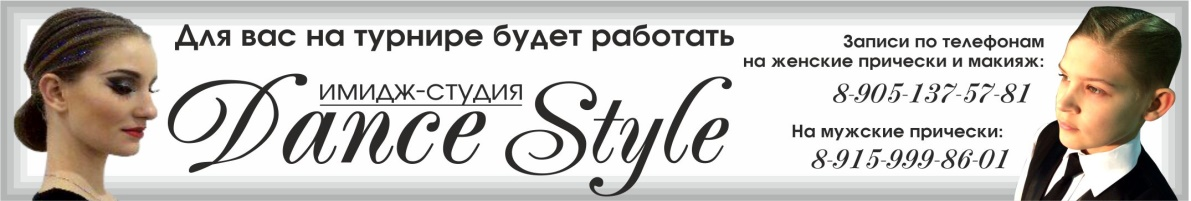 Для вас на турнире будет работать
имидж-студия
Dance Style
Записи по телефонам
на женские прически и макияж:
8-905-137-57-81
На мужские прически:
8-915-999-86-01